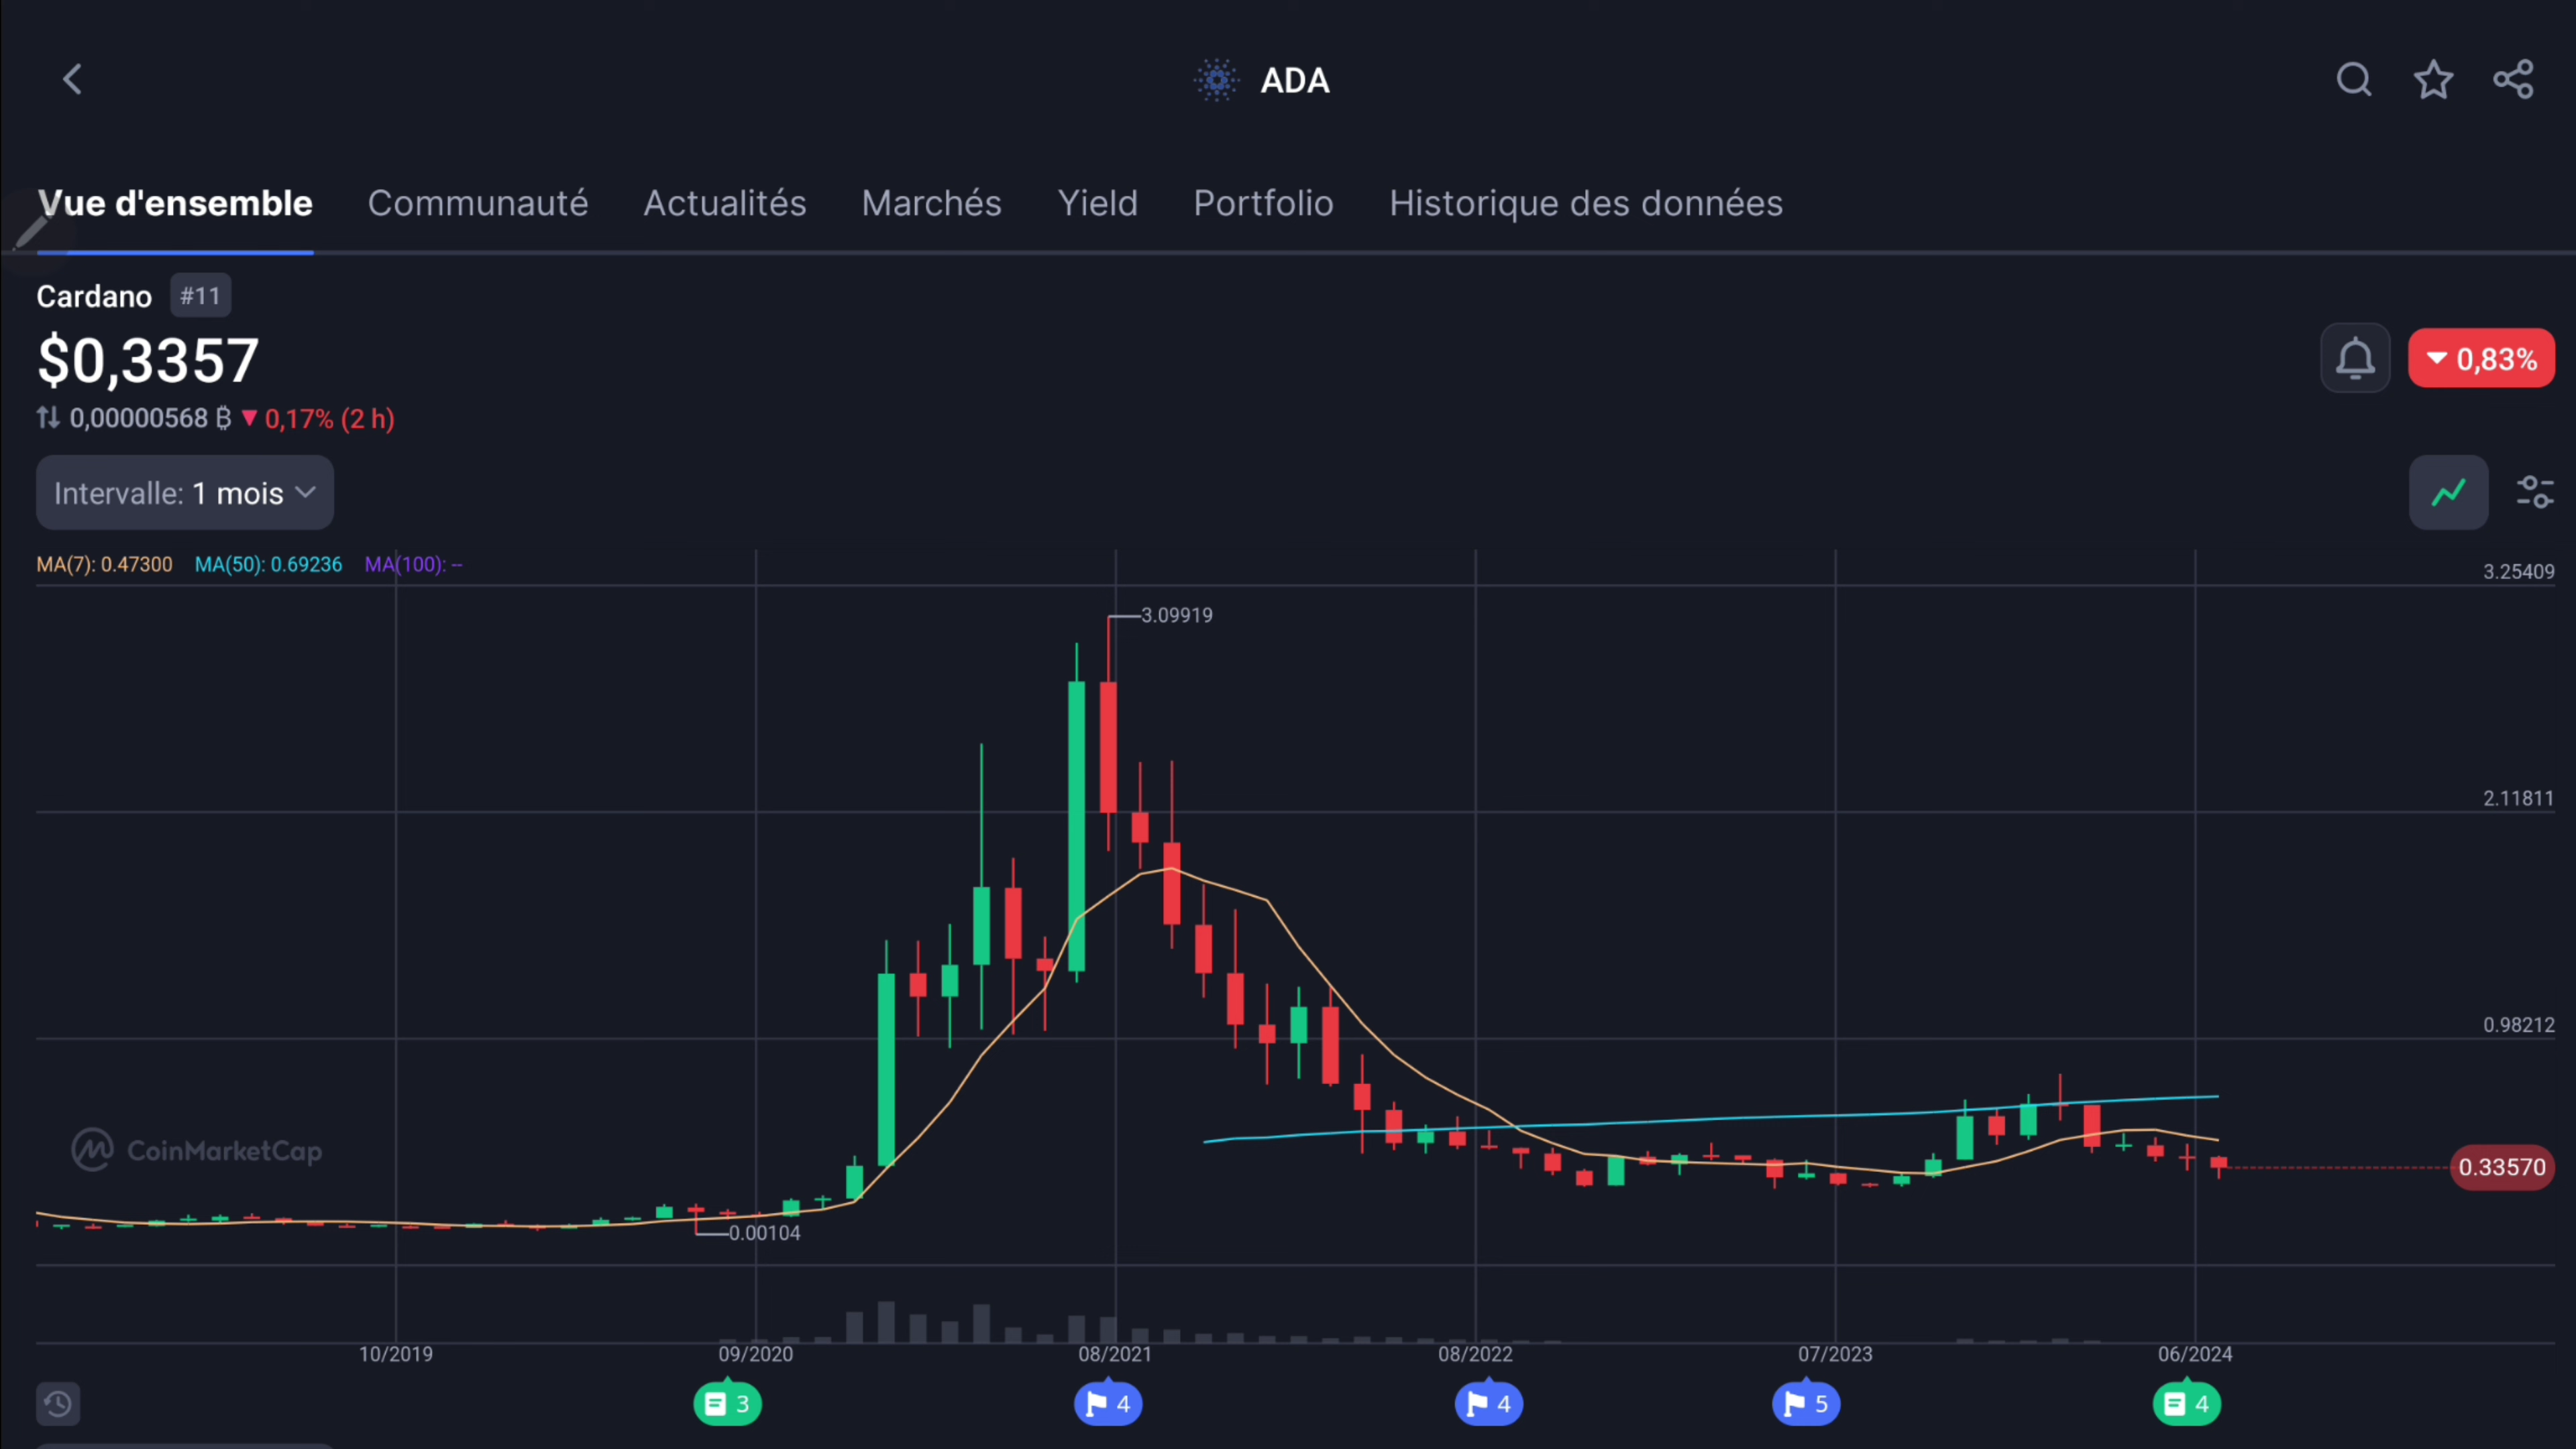 ADA
Vue d'ensemble Communauté Actualités Marchés Yield Portfolio Historique des données
Cardano #11
$0,3357
0,83%
0,00000568 ₿ ▼ 0,17% (2 h)
Intervalle: 1 mois
MA(7): 0.47300 MA(50): 0.69236 MA(100): --
3.25409
3.09919
2.11811
0.98212
CoinMarketCap
0.33570
0.00104
10/2019 09/2020 08/2021 08/2022 07/2023 06/2024
3 4 4 5 4